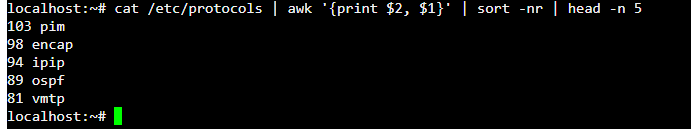 localhost:~# cat /etc/protocols | awk '{print $2, $1}' | sort -nr | head -n 5
103 pim
98 encap
94 ipip
89 ospf
81 vmtp
localhost:~#